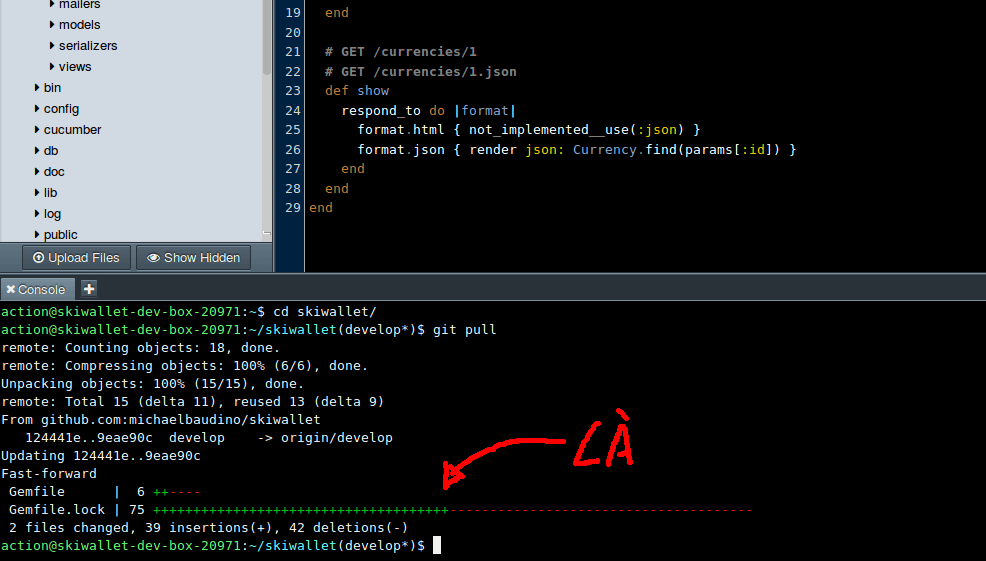 mailers
models
serializers
views
bin
config
cucumber
db
doc
lib
log
public
Upload Files
Show Hidden
19 end
20
21 # GET /currencies/1
22 # GET /currencies/1.json
23 def show
24 respond_to do |format|
25 format.html { not_implemented__use(:json) }
26 format.json { render json: Currency.find(params[:id]) }
27 end
28 end
29 end
Console
action@skiwallet-dev-box-20971:~$ cd skiwallet/
action@skiwallet-dev-box-20971:~/skiwallet(develop*)$ git pull
remote: Counting objects: 18, done.
remote: Compressing objects: 100% (6/6), done.
Unpacking objects: 100% (15/15), done.
remote: Total 15 (delta 11), reused 13 (delta 9)
From github.com:michaelbaudino/skiwallet
124441e..9eae90c  develop    -> origin/develop
Updating 124441e..9eae90c
Fast-forward
LÀ
Gemfile      |  6 ++----
Gemfile.lock | 75 +++++++++++++++++++++++++++++++++++++--------------------------------------
2 files changed, 39 insertions(+), 42 deletions(-)
action@skiwallet-dev-box-20971:~/skiwallet(develop*)$